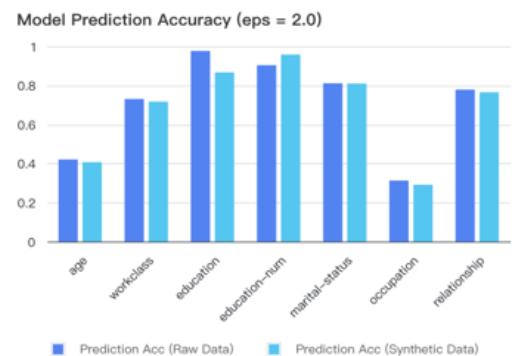 Model Prediction Accuracy (eps = 2.0)
1
0.8
0.6
0.4
0.2
0
age
workclass
education
education-num
marital-status
occupation
relationship
Prediction Acc (Raw Data) Prediction Acc (Synthetic Data)